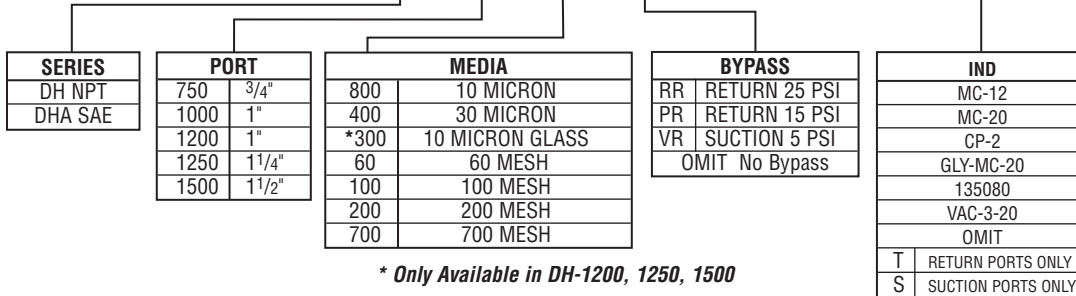 SERIES
DH NPT
DHA SAE
PORT
750 3/4"
1000 1"
1200 1"
1250 1 1/4"
1500 1 1/2"
MEDIA
800 10 MICRON
400 30 MICRON
*300 10 MICRON GLASS
60 60 MESH
100 100 MESH
200 200 MESH
700 700 MESH
* Only Available in DH-1200, 1250, 1500
BYPASS
RR RETURN 25 PSI
PR RETURN 15 PSI
VR SUCTION 5 PSI
OMIT No Bypass
IND
MC-12
MC-20
CP-2
GLY-MC-20
135080
VAC-3-20
OMIT
T RETURN PORTS ONLY
S SUCTION PORTS ONLY